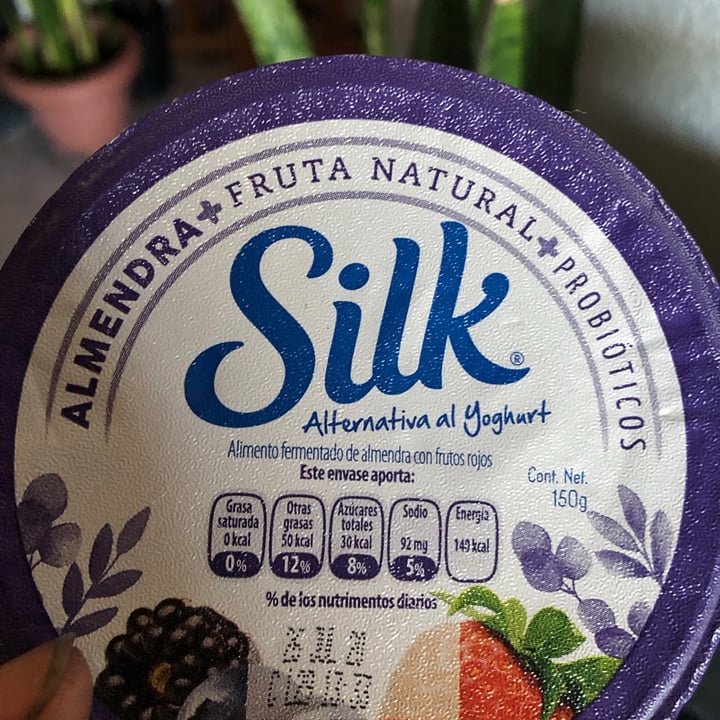 ALMENDRA + FRUTA NATURAL + PROBIÓTICOS
Silk®
Alternativa al Yoghurt
Alimento fermentado de almendra con frutos rojos
Este envase aporta:
Cont. Net.
150g
Grasa saturada 0 kcal 0%
Otras grasas 50 kcal 12%
Azúcares totales 30 kcal 8%
Sodio 92 mg 5%
Energía 149 kcal
% de los nutrimentos diarios